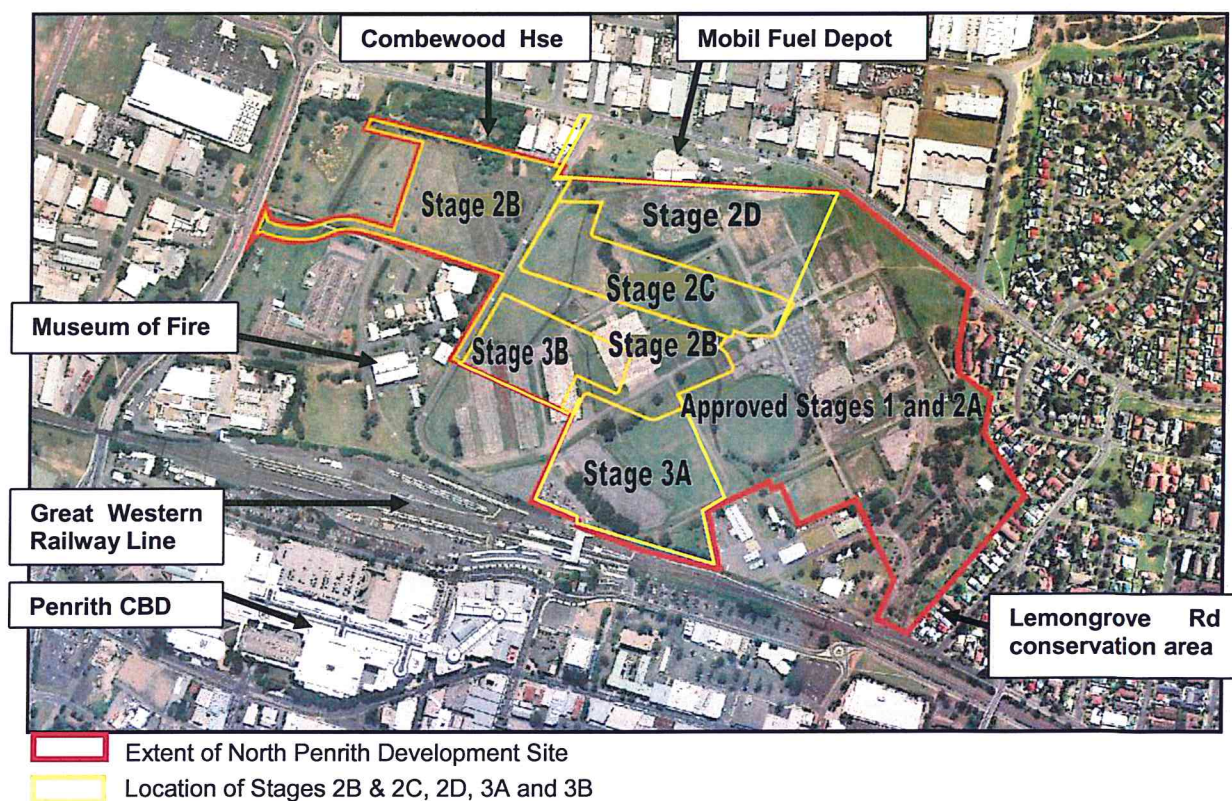 Combewood Hse
Mobil Fuel Depot
Stage 2B
Stage 2D
Stage 2C
Museum of Fire
Stage 3B
Stage 2B
Approved Stages 1 and 2A
Stage 3A
Great Western
Railway Line
Penrith CBD
Lemongrove Rd
conservation area
Extent of North Penrith Development Site
Location of Stages 2B & 2C, 2D, 3A and 3B